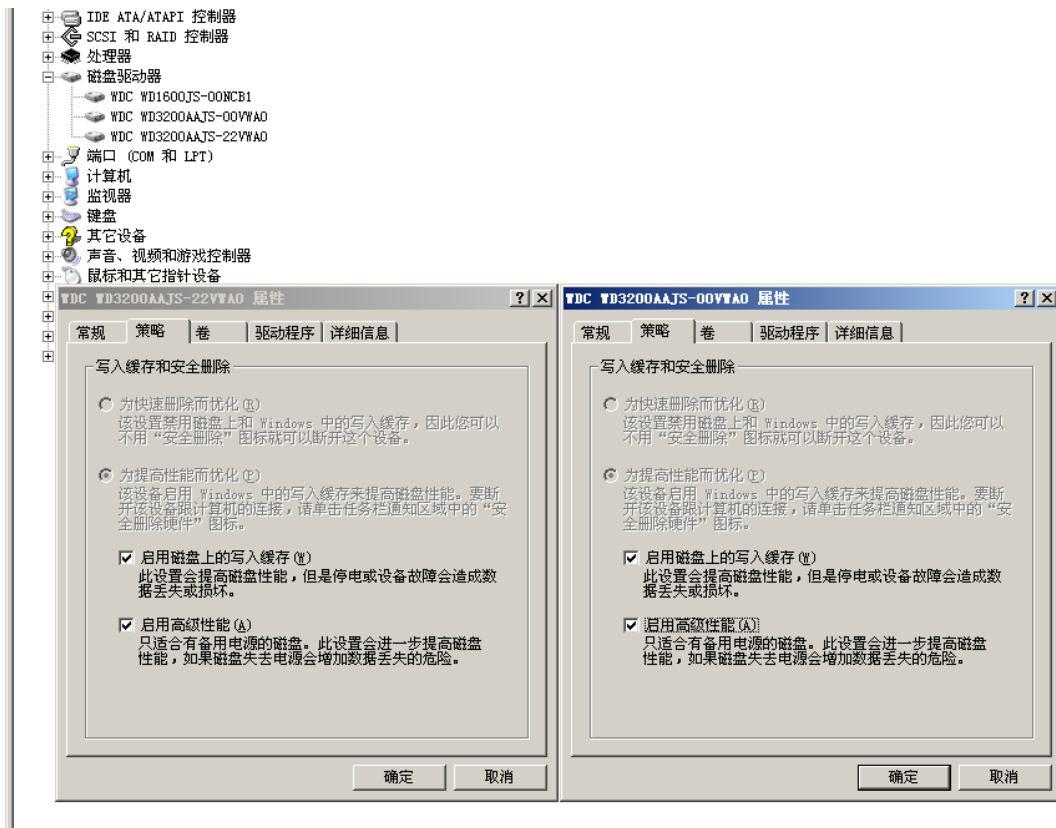 IDE ATA/ATAPI 控制器
SCSI 和 RAID 控制器
处理器
磁盘驱动器
WDC WD1600JS-00NCB1
WDC WD3200AAJS-00VWA0
WDC WD3200AAJS-22VWA0
端口 (COM 和 LPT)
计算机
监视器
键盘
其它设备
声音、视频和游戏控制器
鼠标和其它指针设备
WDC WD3200AAJS-22VWA0 属性
常规 策略 卷 驱动程序 详细信息
写入缓存和安全删除
为快速删除而优化(R)
该设置禁用磁盘上和 Windows 中的写入缓存，因此您可以
不用“安全删除”图标就可以断开这个设备。
为提高性能而优化(P)
该设备启用 Windows 中的写入缓存来提高磁盘性能。要断
开该设备跟计算机的连接，请单击任务栏通知区域中的“安
全删除硬件”图标。
启用磁盘上的写入缓存(W)
此设置会提高磁盘性能，但是停电或设备故障会造成数
据丢失或损坏。
启用高级性能(A)
只适合有备用电源的磁盘。此设置会进一步提高磁盘
性能，如果磁盘失去电源会增加数据丢失的危险。
确定 取消
WDC WD3200AAJS-00VWA0 属性
常规 策略 卷 驱动程序 详细信息
写入缓存和安全删除
为快速删除而优化(R)
该设置禁用磁盘上和 Windows 中的写入缓存，因此您可以
不用“安全删除”图标就可以断开这个设备。
为提高性能而优化(P)
该设备启用 Windows 中的写入缓存来提高磁盘性能。要断
开该设备跟计算机的连接，请单击任务栏通知区域中的“安
全删除硬件”图标。
启用磁盘上的写入缓存(W)
此设置会提高磁盘性能，但是停电或设备故障会造成数
据丢失或损坏。
启用高级性能(A)
只适合有备用电源的磁盘。此设置会进一步提高磁盘
性能，如果磁盘失去电源会增加数据丢失的危险。
确定 取消